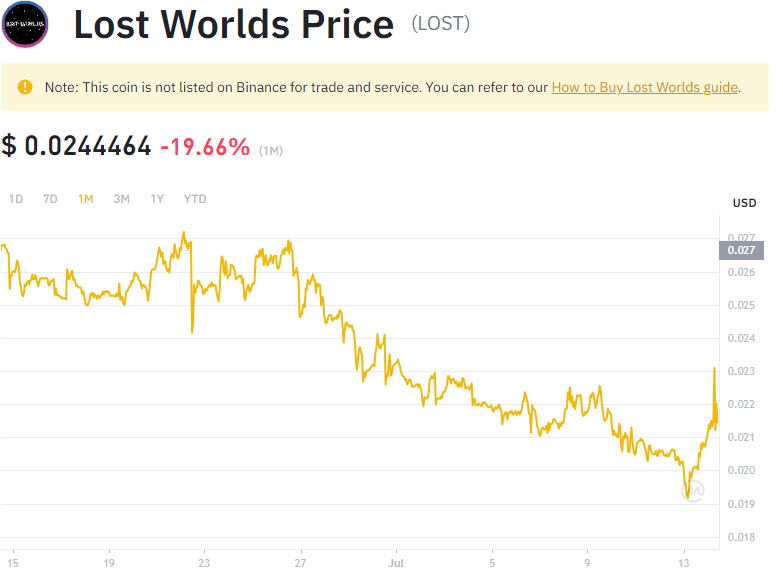 LOST WORLDS
Lost Worlds Price (LOST)
Note: This coin is not listed on Binance for trade and service. You can refer to our How to Buy Lost Worlds guide.
$ 0.0244464 -19.66% (1M)
1D 7D 1M 3M 1Y YTD
USD
0.027
0.027
0.026
0.025
0.024
0.023
0.022
0.021
0.020
0.019
0.018
15 19 23 27 Jul 5 9 13